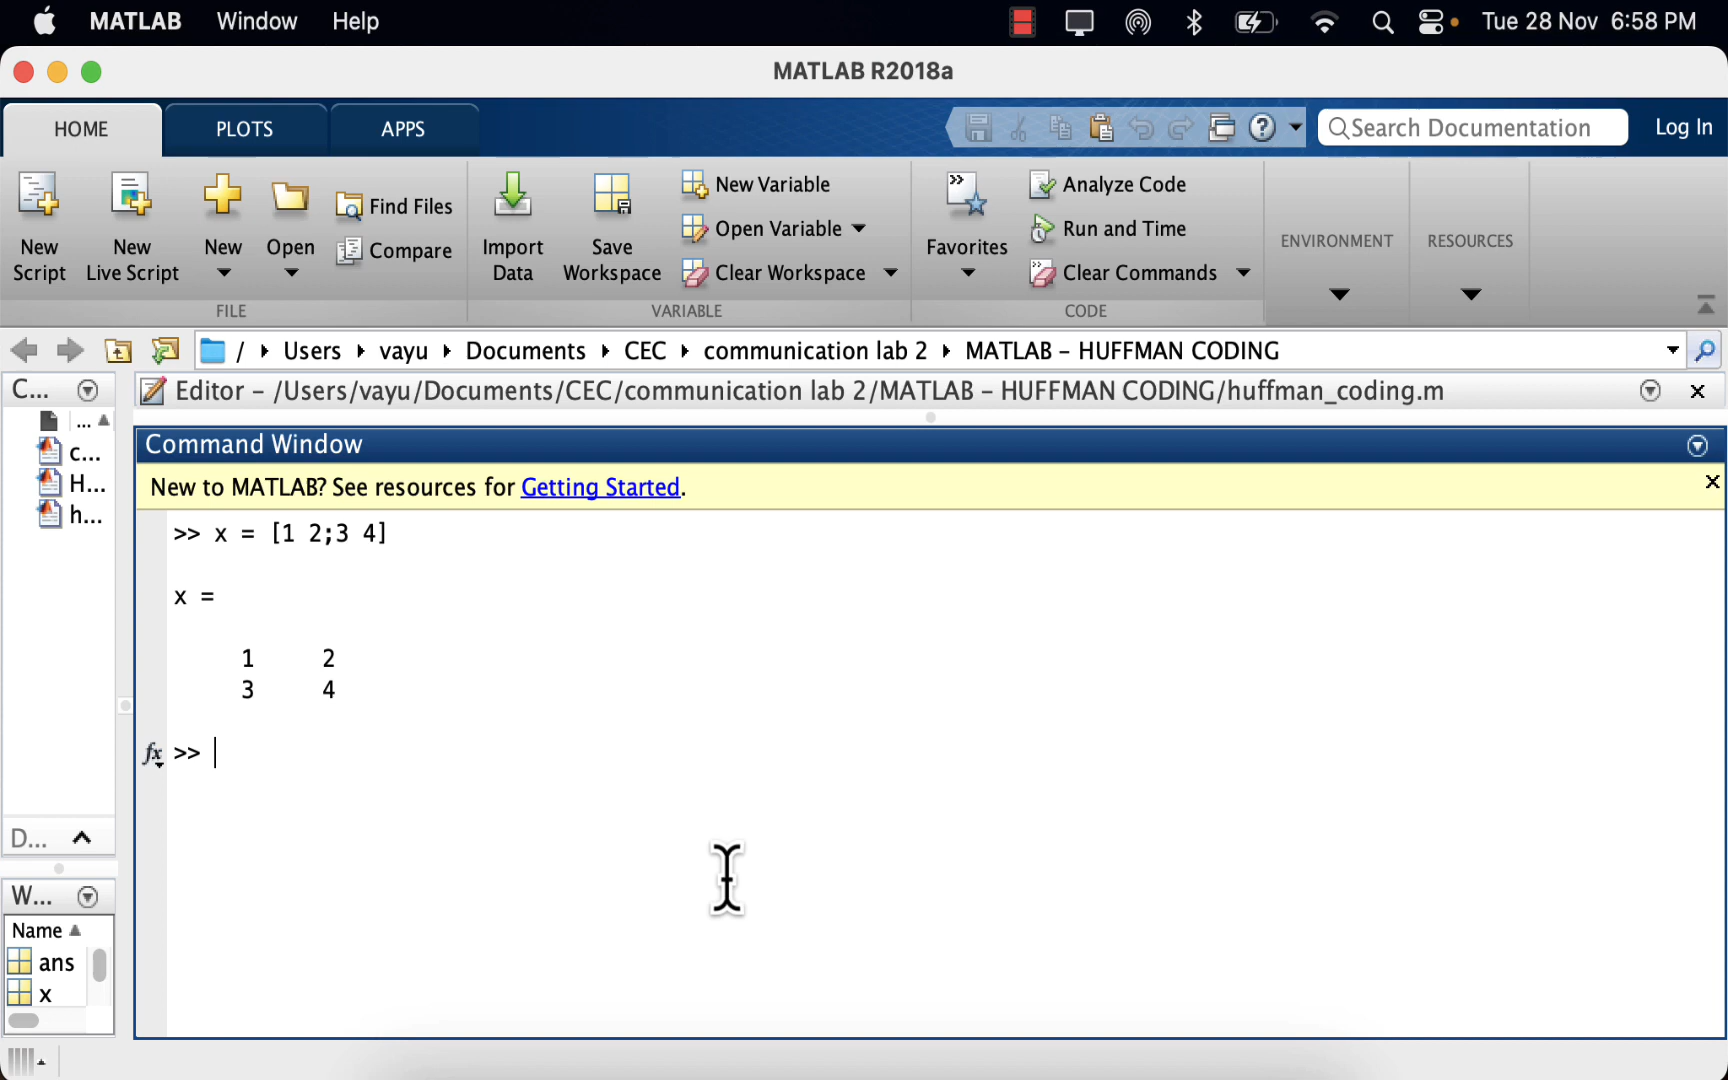 MATLAB Window Help Tue 28 Nov 6:58 PM
MATLAB R2018a
HOME PLOTS APPS Search Documentation Log In
New Script
New Live Script
New
Open
Find Files
Compare
FILE
Import Data
Save Workspace
New Variable
Open Variable
Clear Workspace
VARIABLE
Favorites
Analyze Code
Run and Time
Clear Commands
CODE
ENVIRONMENT
RESOURCES
/ Users vayu Documents CEC communication lab 2 MATLAB – HUFFMAN CODING
C...
Editor – /Users/vayu/Documents/CEC/communication lab 2/MATLAB – HUFFMAN CODING/huffman_coding.m
...
c...
H...
h...
D...
W...
Name
ans
x
Command Window
New to MATLAB? See resources for Getting Started.
>> x = [1 2;3 4]
x =
1 2
3 4
fx >>